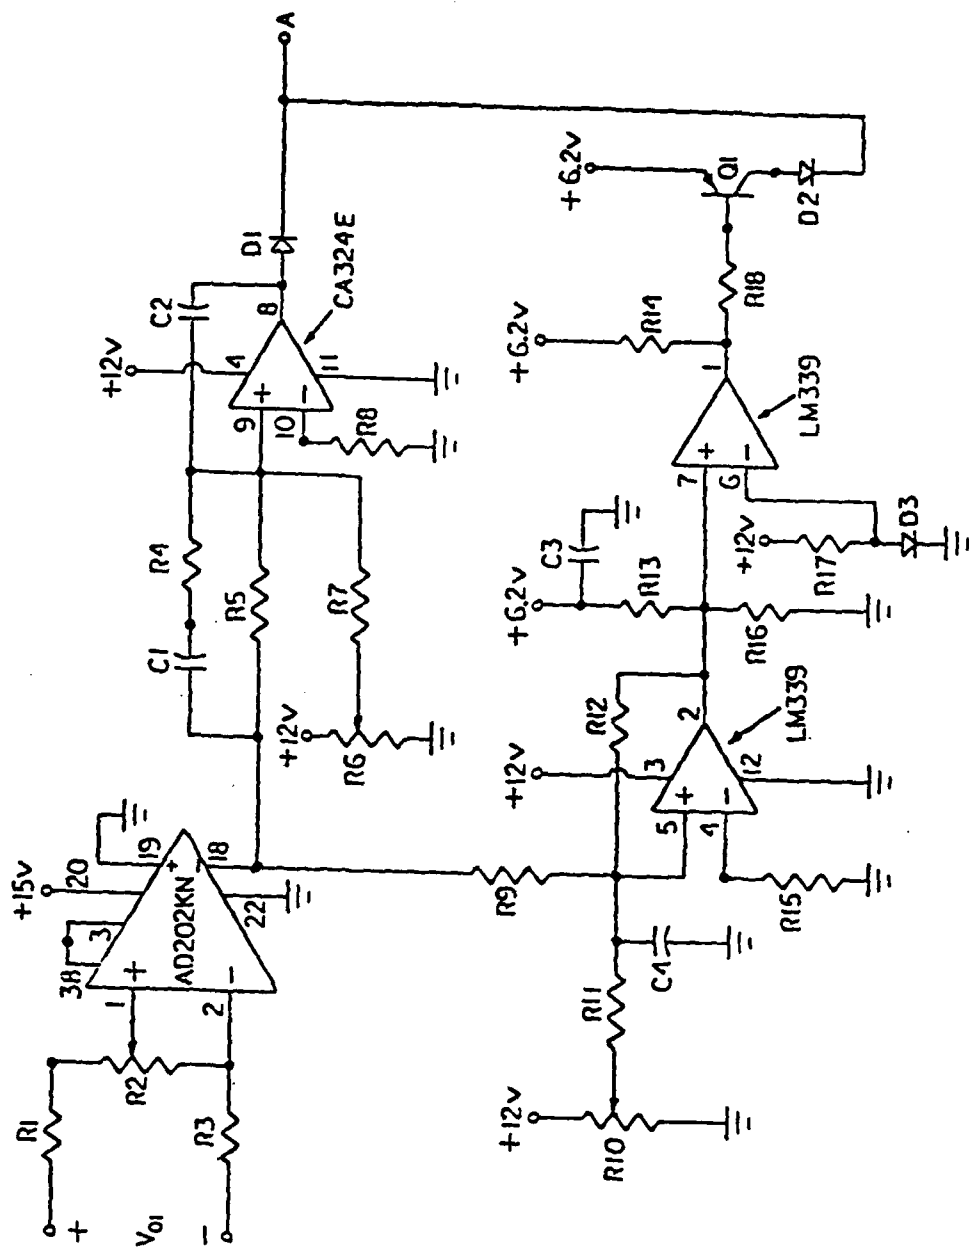 +
V01
−
R1
R3
R2
1
2
+
−
AD202KN
38
3
+15v
20
19
+
−
18
22
C1
R4
C2
R5
+12v
R6
R7
+12v
4
9
10
+
−
8
11
R8
CA324E
D1
A
+12v
R10
R11
C4
R9
R12
+12v
3
5
4
+
−
2
12
R15
LM339
+6.2v
C3
R13
R16
+12v
R17
D3
7
6
+
−
1
LM339
+6.2v
R14
R18
+6.2v
Q1
D2